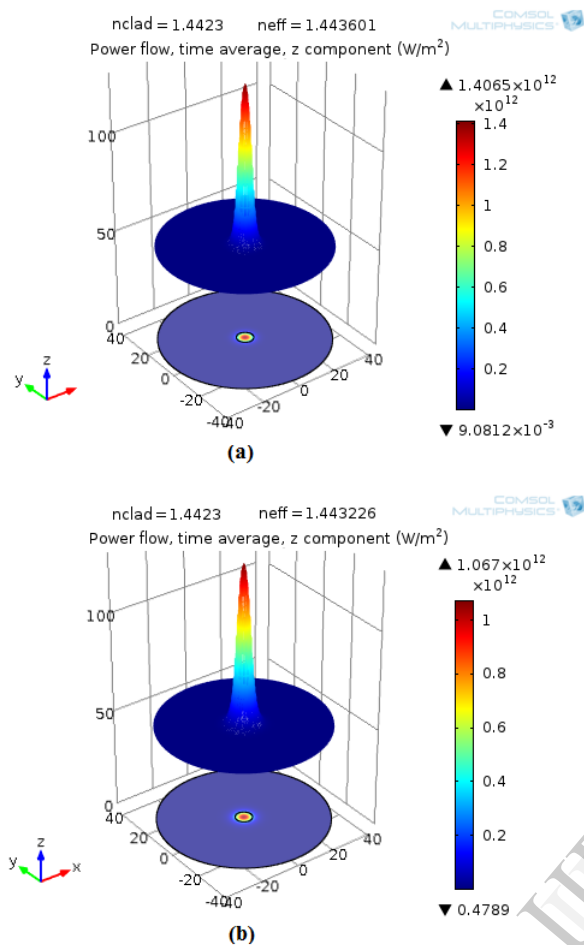 COMSOL
MULTIPHYSICS
nclad = 1.4423 neff = 1.443601
Power flow, time average, z component (W/m²)
▲ 1.4065×10¹²
×10¹²
1.4
1.2
1
0.8
0.6
0.4
0.2
▼ 9.0812×10⁻³
100
50
0
40
20
0
-20
-40
-40
-20
0
20
40
y
z
(a)
COMSOL
MULTIPHYSICS
nclad = 1.4423 neff = 1.443226
Power flow, time average, z component (W/m²)
▲ 1.067×10¹²
×10¹²
1
0.8
0.6
0.4
0.2
▼ 0.4789
100
50
0
40
20
0
-20
-40
-40
-20
0
20
40
y
z
x
(b)